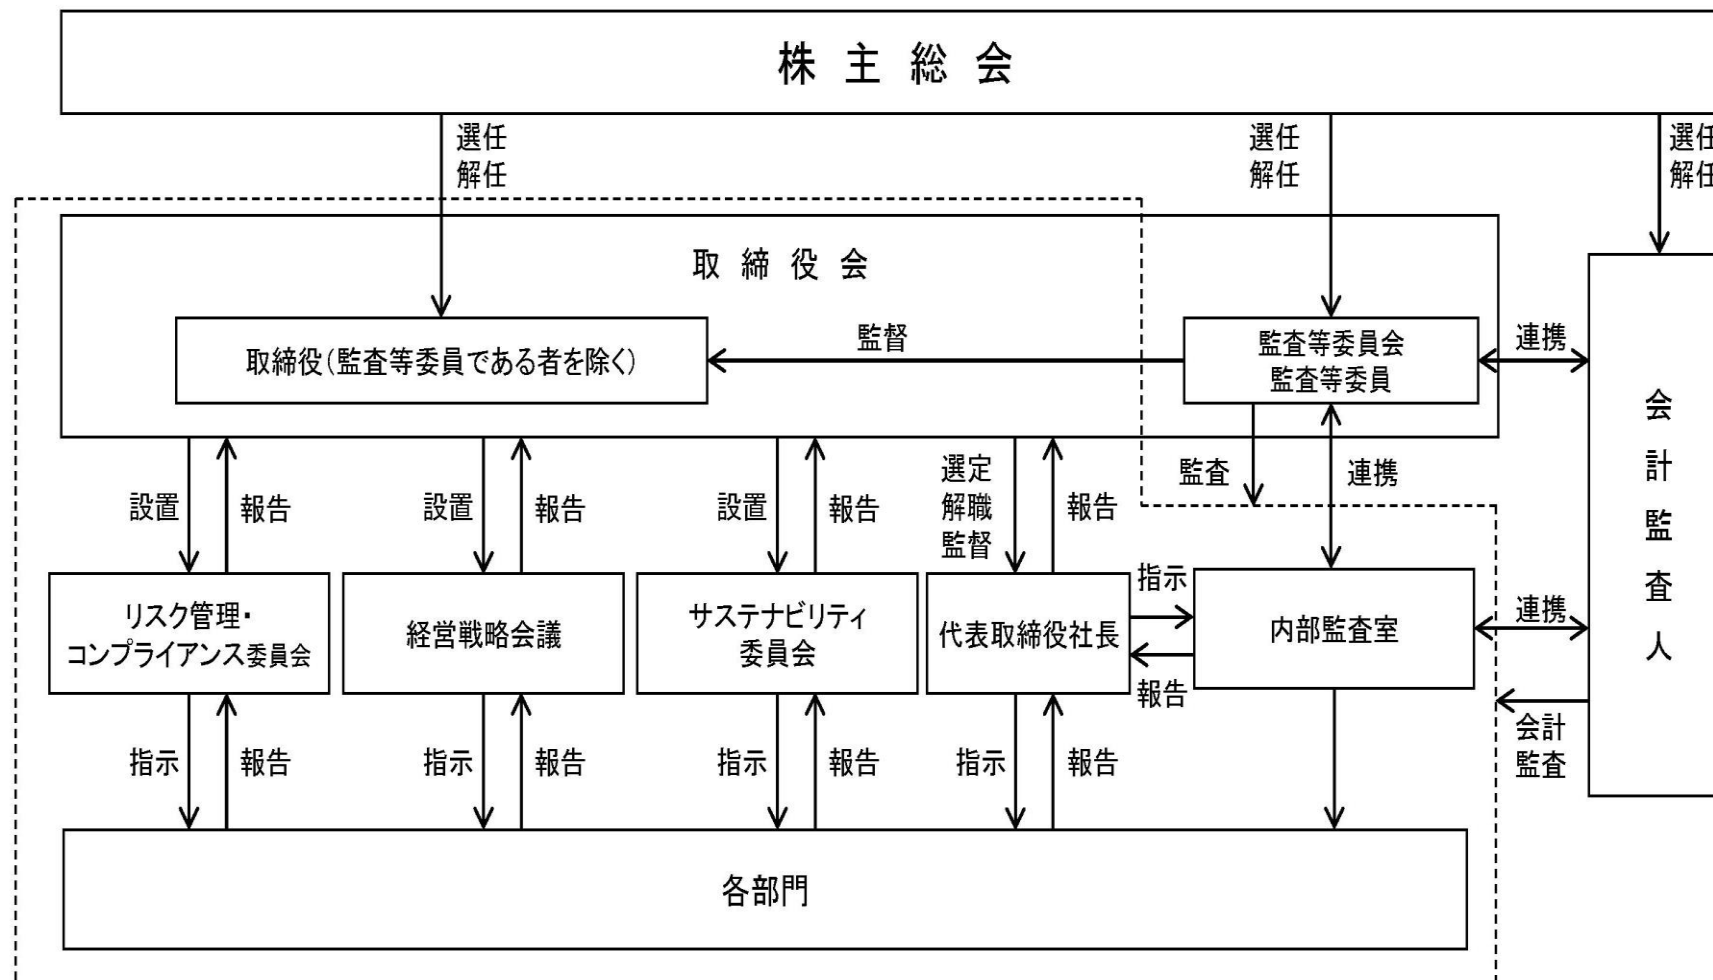 株主総会
選任
解任
選任
解任
選任
解任
取締役会
取締役（監査等委員である者を除く）
監督
監査等委員会
監査等委員
連携
会計監査人
設置
報告
設置
報告
設置
報告
選定
解職
監督
報告
監査
連携
リスク管理・
コンプライアンス委員会
経営戦略会議
サステナビリティ
委員会
代表取締役社長
指示
報告
内部監査室
連携
会計
監査
指示
報告
指示
報告
指示
報告
指示
報告
各部門